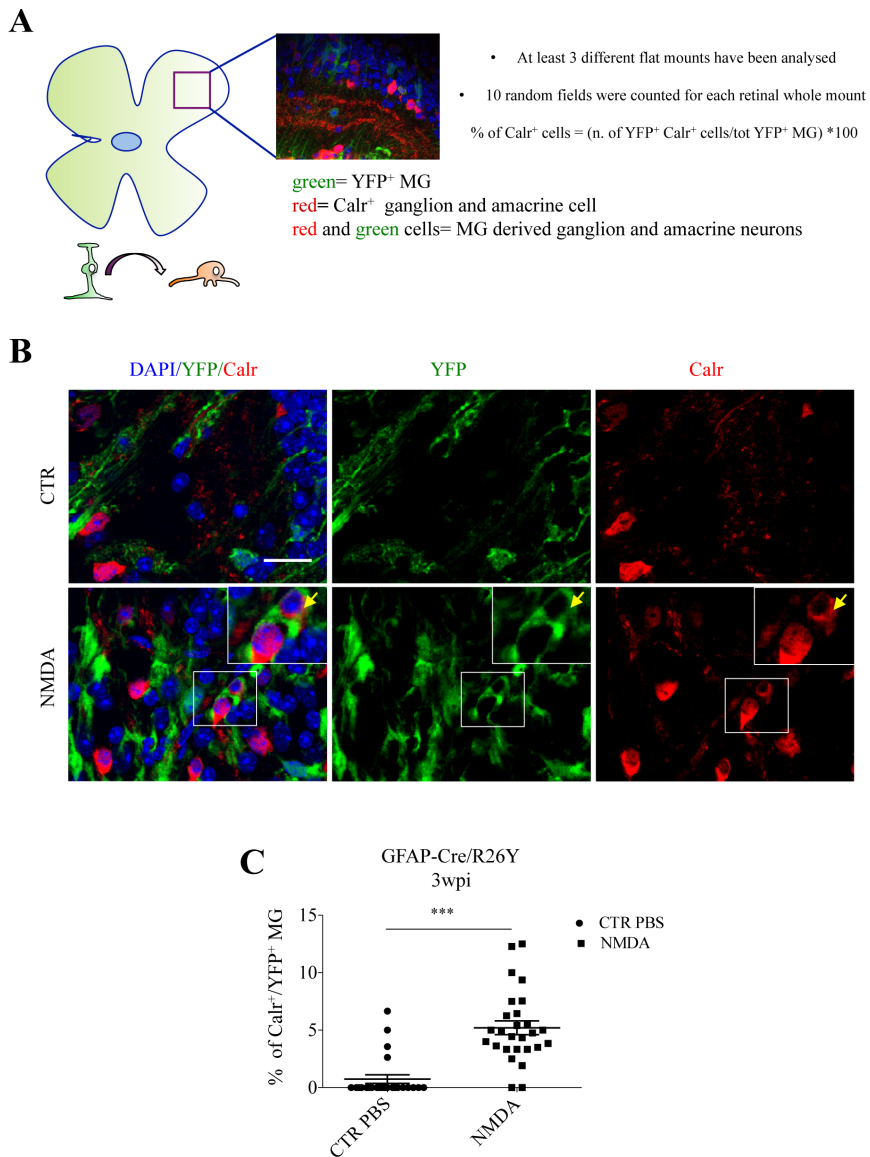 A
• At least 3 different flat mounts have been analysed
• 10 random fields were counted for each retinal whole mount
% of Calr⁺ cells = (n. of YFP⁺ Calr⁺ cells/tot YFP⁺ MG) *100
green= YFP⁺ MG
red= Calr⁺ ganglion and amacrine cell
red and green cells= MG derived ganglion and amacrine neurons
B
DAPI/YFP/Calr
YFP
Calr
CTR
NMDA
C
GFAP-Cre/R26Y
3wpi
% of Calr⁺/YFP⁺ MG
15
10
5
0
***
CTR PBS
NMDA
CTR PBS
NMDA